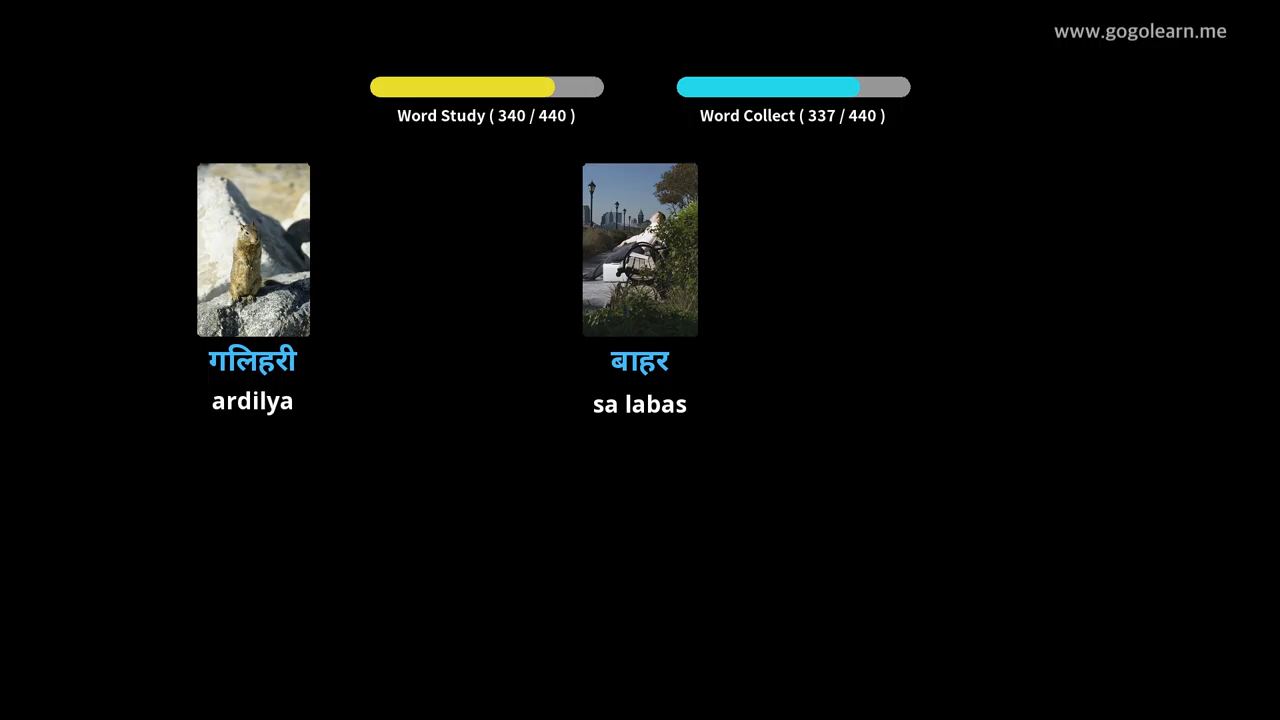 www.gogolearn.me
Word Study ( 340 / 440 )
Word Collect ( 337 / 440 )
गलिहरी
ardilya
बाहर
sa labas